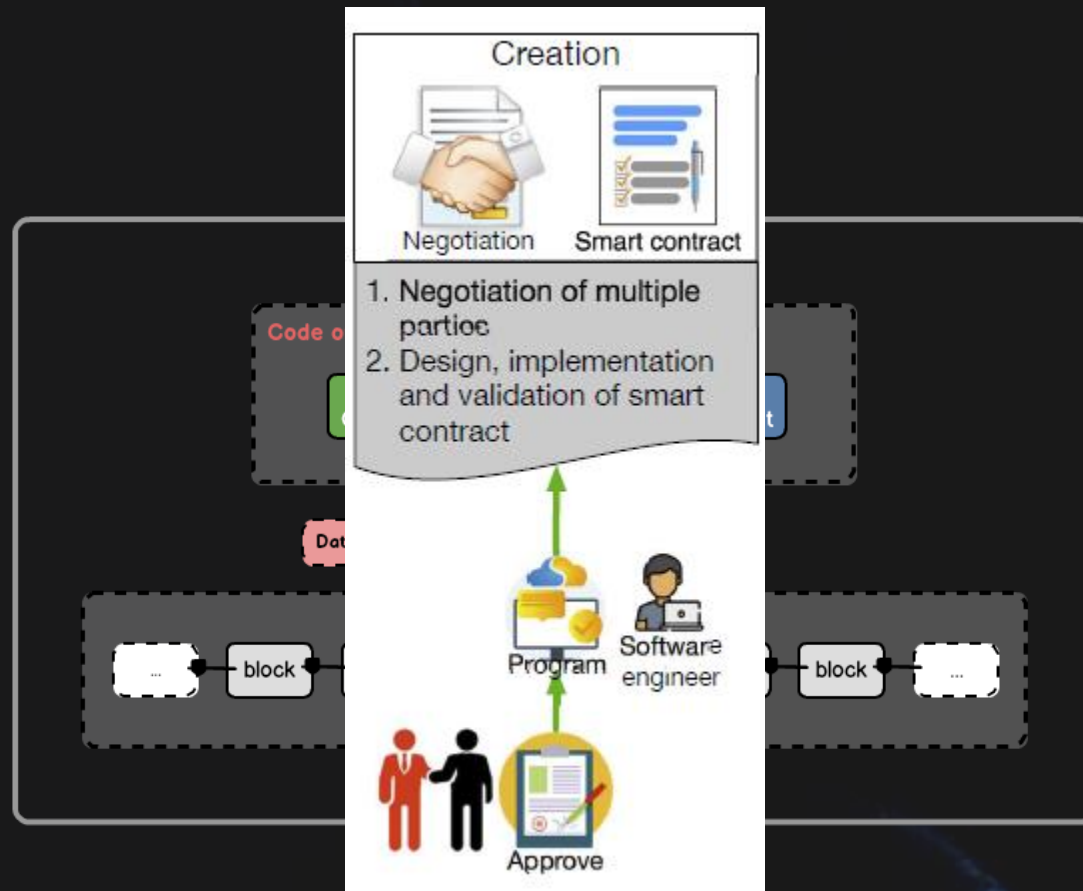 Creation
Negotiation
Smart contract
1. Negotiation of multiple
parties
2. Design, implementation
and validation of smart
contract
Code o
t
Dat
Program
Software
engineer
...
block
block
...
Approve